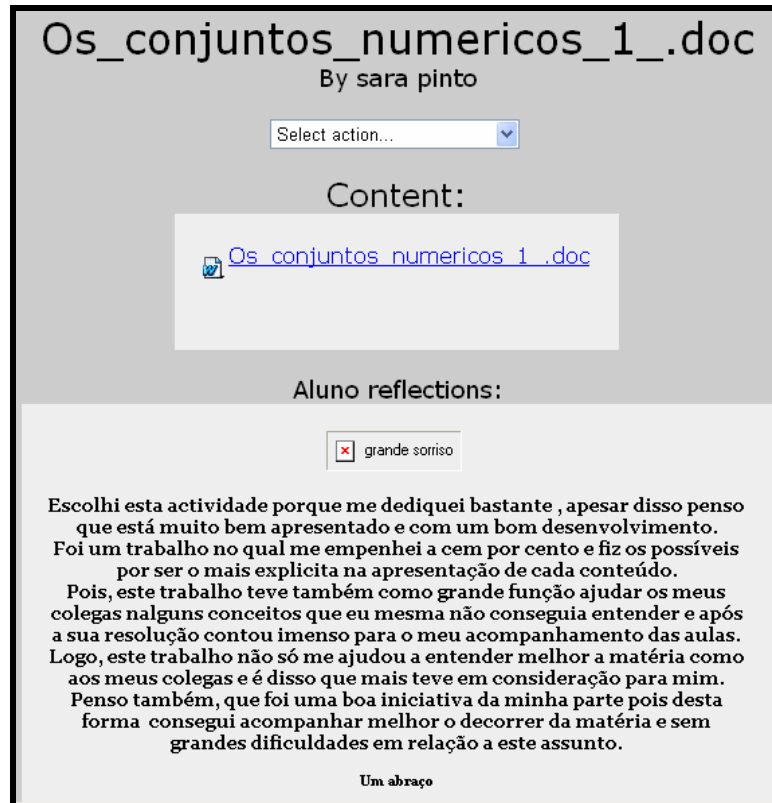 Os_conjuntos_numericos_1_.doc
By sara pinto
Select action...
Content:
Os_conjuntos_numericos_1_.doc
Aluno reflections:
grande sorriso
Escolhi esta actividade porque me dediquei bastante , apesar disso penso
que está muito bem apresentado e com um bom desenvolvimento.
Foi um trabalho no qual me empenhei a cem por cento e fiz os possíveis
por ser o mais explicita na apresentação de cada conteúdo.
Pois, este trabalho teve também como grande função ajudar os meus
colegas nalguns conceitos que eu mesma não conseguia entender e após
a sua resolução contou imenso para o meu acompanhamento das aulas.
Logo, este trabalho não só me ajudou a entender melhor a matéria como
aos meus colegas e é disso que mais teve em consideração para mim.
Penso também, que foi uma boa iniciativa da minha parte pois desta
forma consegui acompanhar melhor o decorrer da matéria e sem
grandes dificuldades em relação a este assunto.
Um abraço